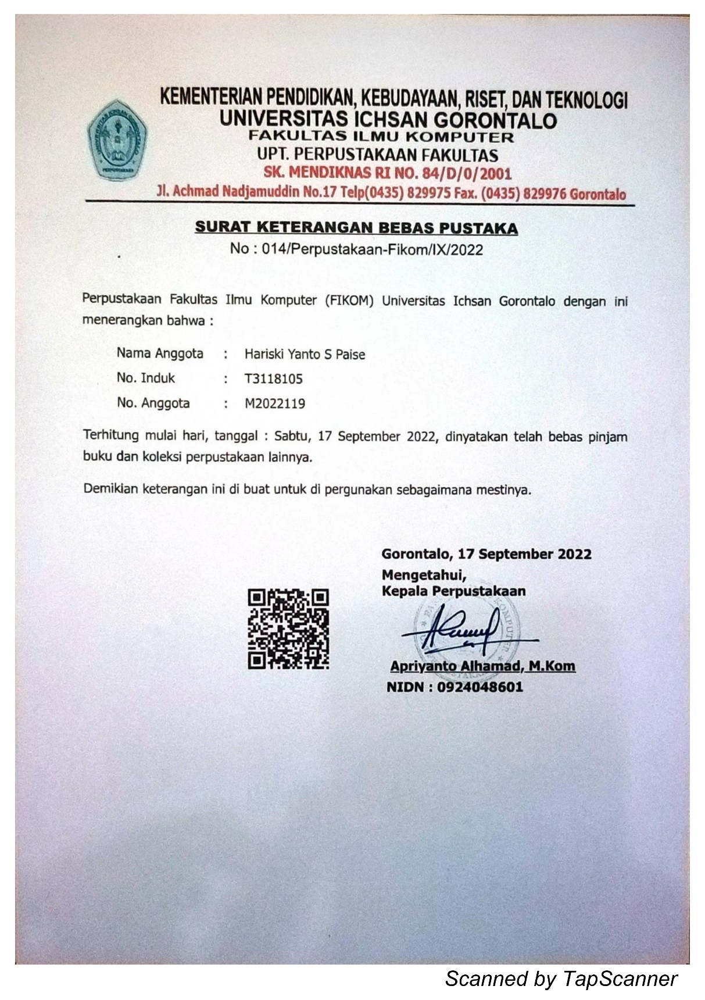 KEMENTERIAN PENDIDIKAN, KEBUDAYAAN, RISET, DAN TEKNOLOGI
UNIVERSITAS ICHSAN GORONTALO
FAKULTAS ILMU KOMPUTER
UPT. PERPUSTAKAAN FAKULTAS
SK. MENDIKNAS RI NO. 84/D/0/2001
Jl. Achmad Nadjamuddin No.17 Telp(0435) 829975 Fax. (0435) 829976 Gorontalo
UNIVERSITAS ICHSAN GORONTALO
PERPUSTAKAAN
SURAT KETERANGAN BEBAS PUSTAKA
No : 014/Perpustakaan-Fikom/IX/2022
Perpustakaan Fakultas Ilmu Komputer (FIKOM) Universitas Ichsan Gorontalo dengan ini
menerangkan bahwa :
Nama Anggota : Hariski Yanto S Paise
No. Induk : T3118105
No. Anggota : M2022119
Terhitung mulai hari, tanggal : Sabtu, 17 September 2022, dinyatakan telah bebas pinjam
buku dan koleksi perpustakaan lainnya.
Demikian keterangan ini di buat untuk di pergunakan sebagaimana mestinya.
Gorontalo, 17 September 2022
Mengetahui,
Kepala Perpustakaan
KOMPUTER
Apriyanto Alhamad, M.Kom
NIDN : 0924048601
Scanned by TapScanner